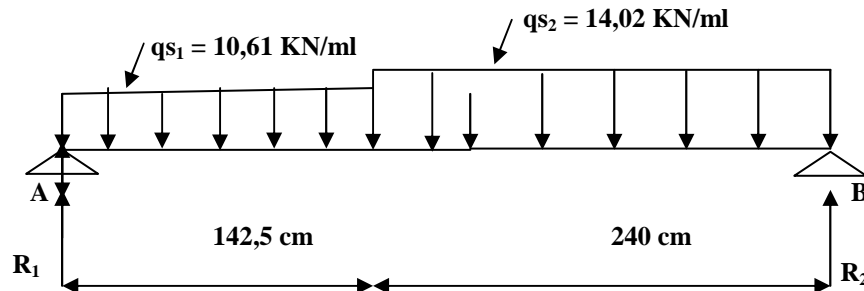 qs₂ = 14,02 KN/ml
qs₁ = 10,61 KN/ml
A
B
142,5 cm
240 cm
R₁
R₂